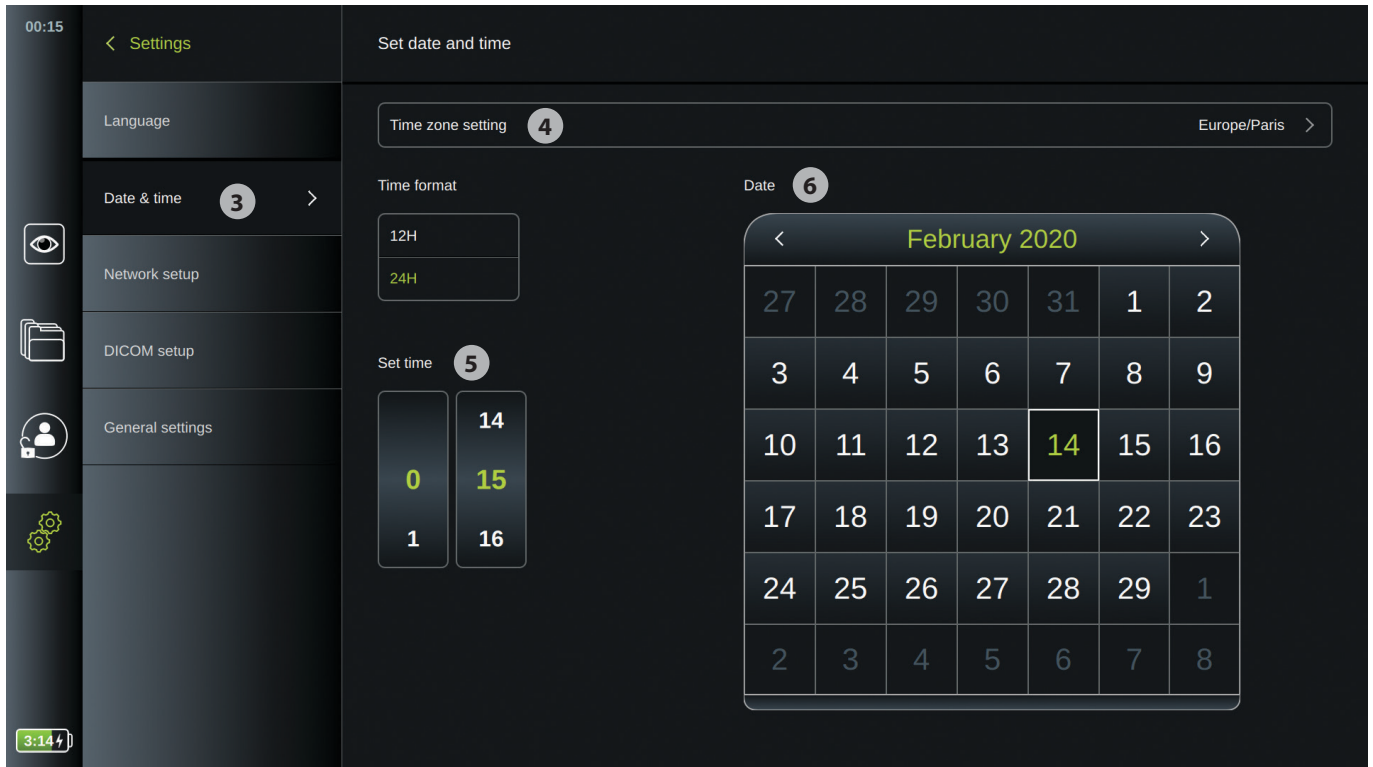 00:15
Settings
Set date and time
Language
Time zone setting 4 Europe/Paris
Date & time 3
Time format
Date 6
12H
24H
February 2020
Network setup
27 28 29 30 31 1 2
DICOM setup
Set time 5
3 4 5 6 7 8 9
General settings
14
0 15
1 16
10 11 12 13 14 15 16
17 18 19 20 21 22 23
24 25 26 27 28 29 1
2 3 4 5 6 7 8
3:14